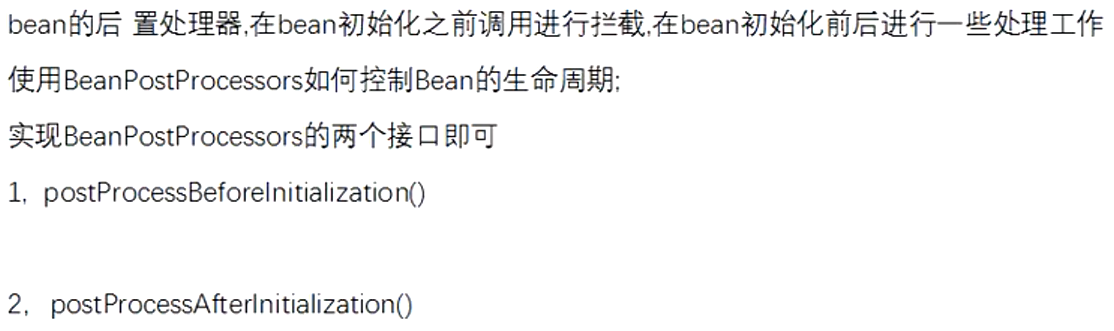 bean的后 置处理器,在bean初始化之前调用进行拦截,在bean初始化前后进行一些处理工作
使用BeanPostProcessors如何控制Bean的生命周期;
实现BeanPostProcessors的两个接口即可
1,  postProcessBeforeInitialization()
2,  postProcessAfterInitialization()